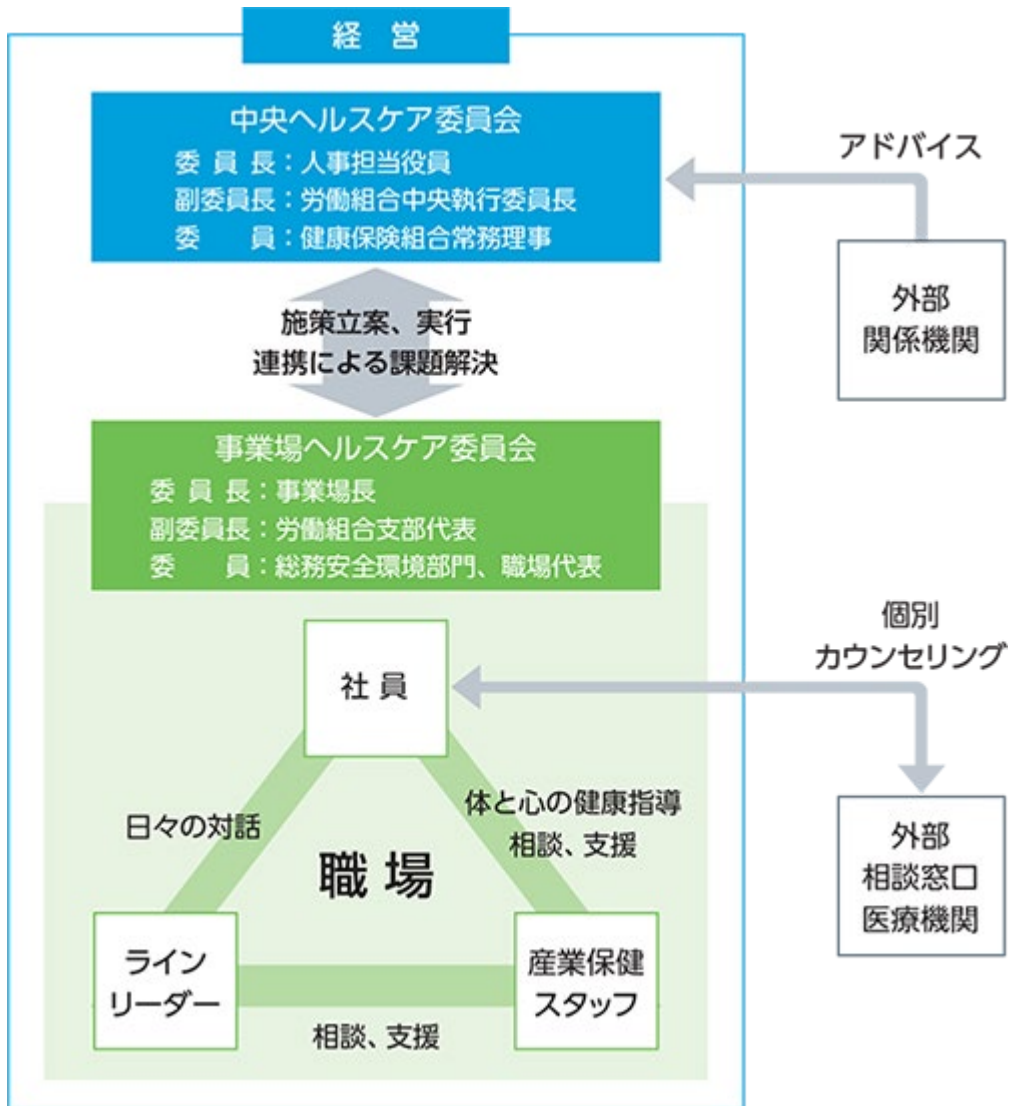 経 営
中央ヘルスケア委員会
委 員 長：人事担当役員
副委員長：労働組合中央執行委員長
委　　員：健康保険組合常務理事
アドバイス
外部
関係機関
施策立案、実行
連携による課題解決
事業場ヘルスケア委員会
委 員 長：事業場長
副委員長：労働組合支部代表
委　　員：総務安全環境部門、職場代表
個別
カウンセリング
社 員
日々の対話
体と心の健康指導
相談、支援
職 場
外部
相談窓口
医療機関
ライン
リーダー
産業保健
スタッフ
相談、支援